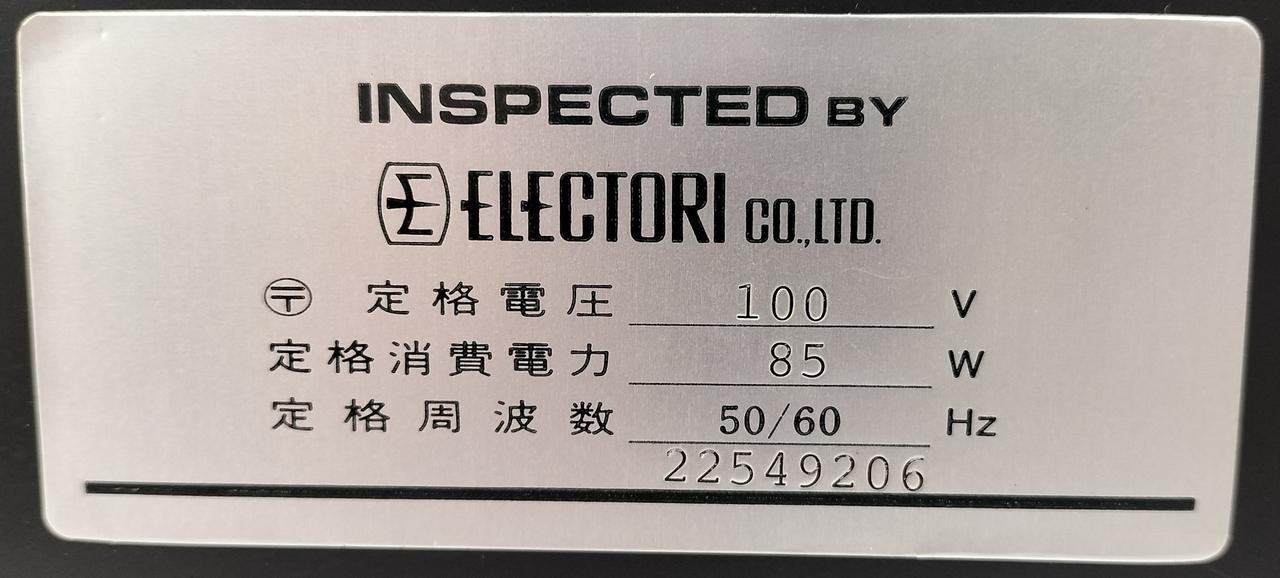 INSPECTED BY
ELECTORI CO.,LTD.
〶 定格電圧 100 V
定格消費電力 85 W
定格周波数 50/60 Hz
22549206